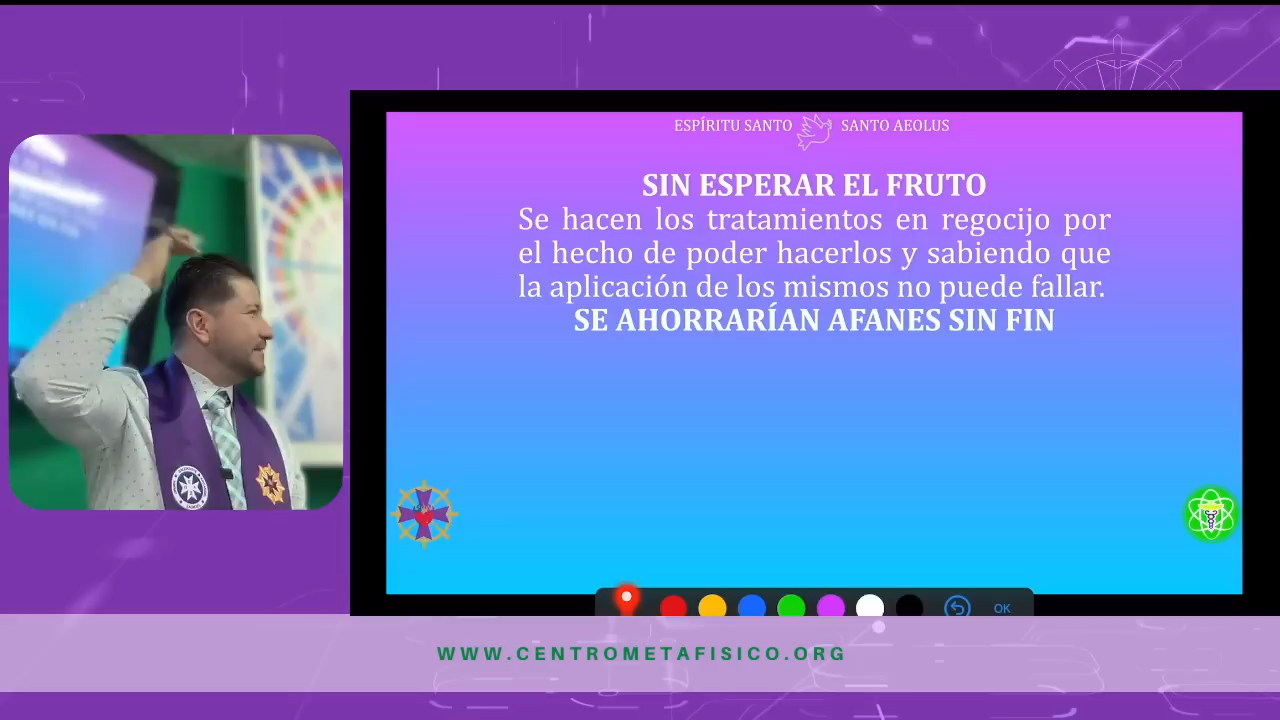 ESPÍRITU SANTO SANTO AEOLUS
SIN ESPERAR EL FRUTO
Se hacen los tratamientos en regocijo por
el hecho de poder hacerlos y sabiendo que
la aplicación de los mismos no puede fallar.
SE AHORRARÍAN AFANES SIN FIN
OK
WWW.CENTROMETAFISICO.ORG